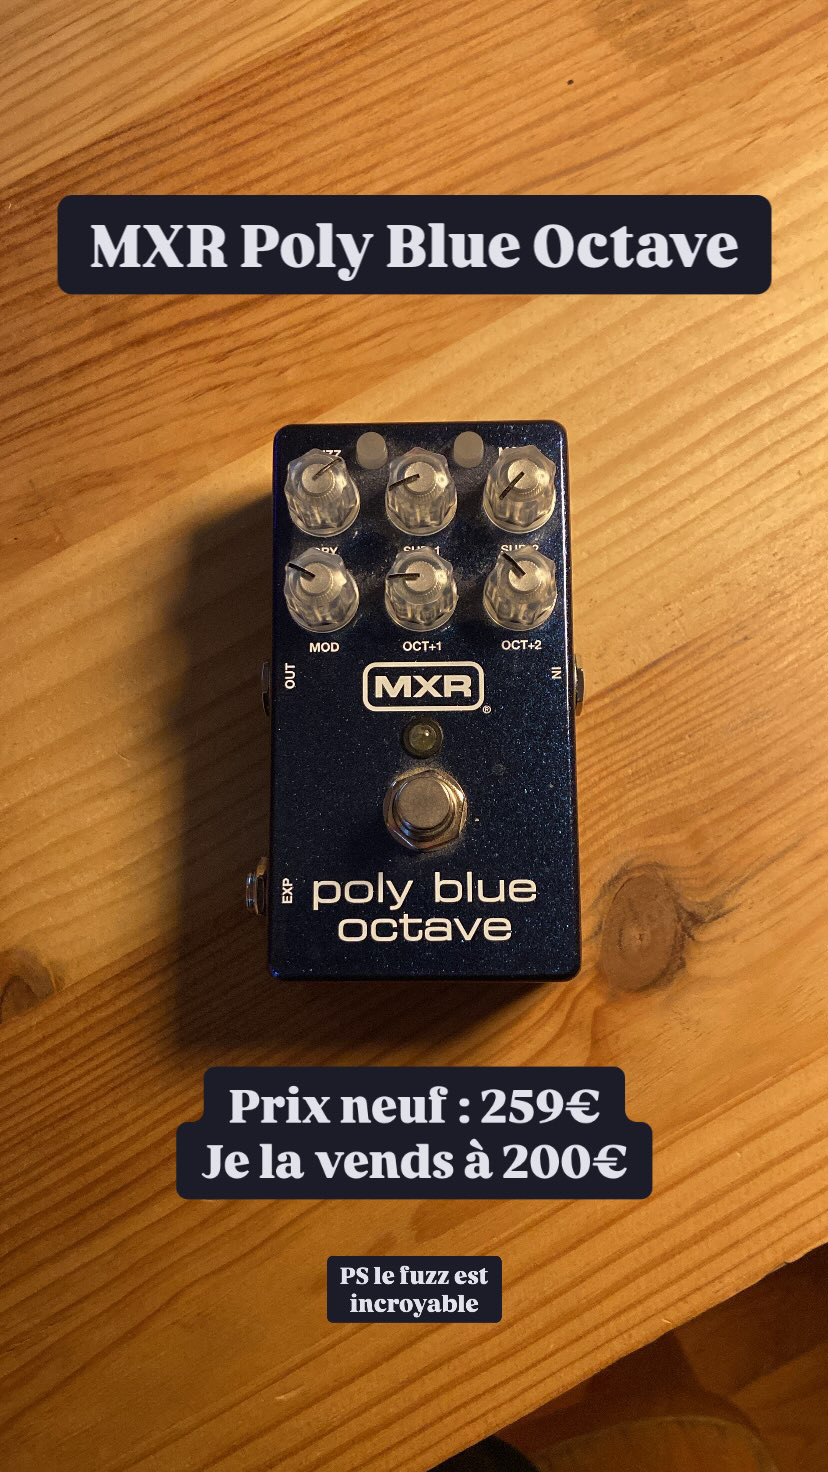 MXR Poly Blue Octave
MOD
OCT+1
OCT+2
OUT
IN
MXR
®
EXP
poly blue
octave
Prix neuf : 259€
Je la vends à 200€
PS le fuzz est
incroyable